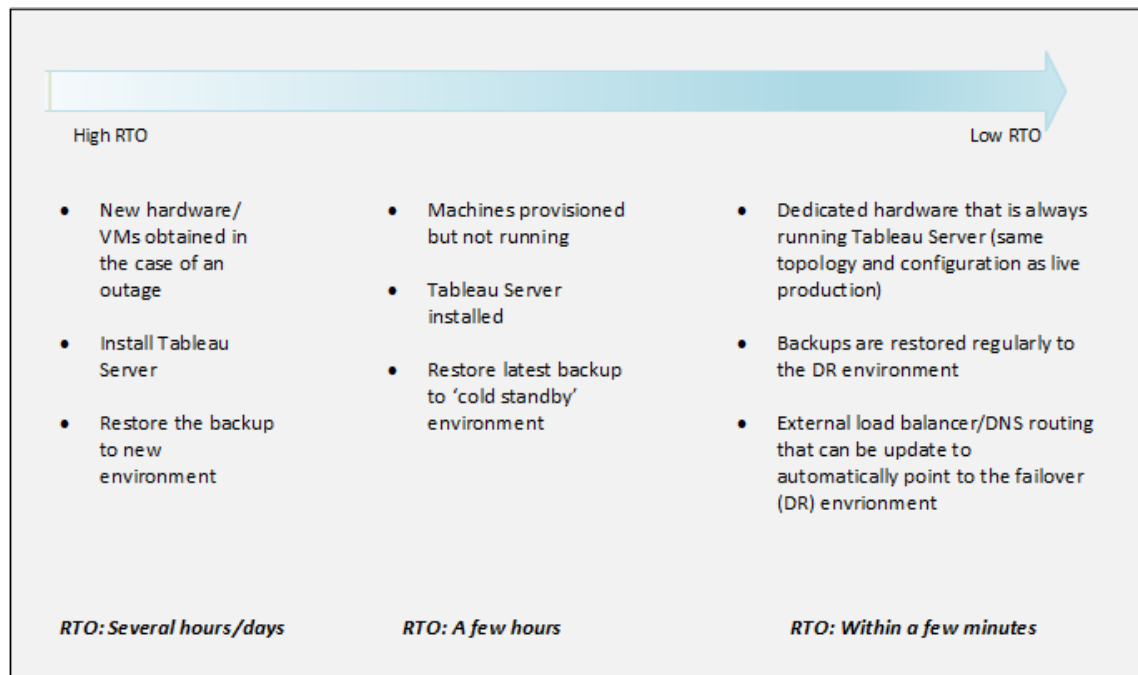 High RTO
Low RTO
● New hardware/
VMs obtained in
the case of an
outage
● Install Tableau
Server
● Restore the backup
to new
environment
● Machines provisioned
but not running
● Tableau Server
installed
● Restore latest backup
to ‘cold standby’
environment
● Dedicated hardware that is always
running Tableau Server (same
topology and configuration as live
production)
● Backups are restored regularly to
the DR environment
● External load balancer/DNS routing
that can be update to
automatically point to the failover
(DR) envrionment
RTO: Several hours/days
RTO: A few hours
RTO: Within a few minutes